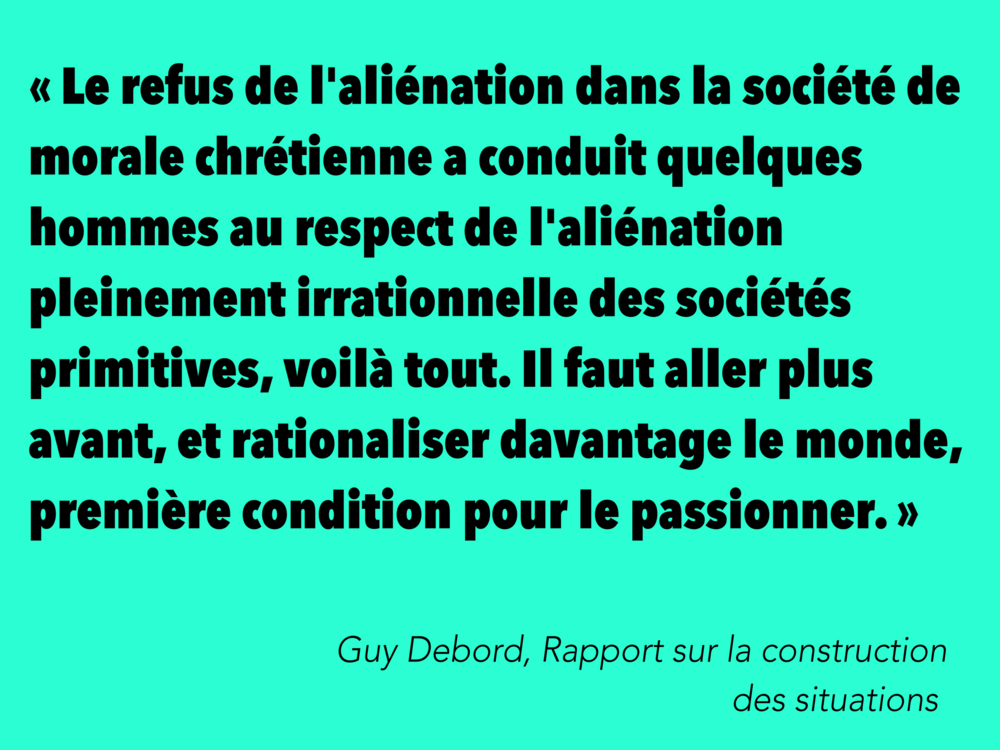 « Le refus de l'aliénation dans la société de
morale chrétienne a conduit quelques
hommes au respect de l'aliénation
pleinement irrationnelle des sociétés
primitives, voilà tout. Il faut aller plus
avant, et rationaliser davantage le monde,
première condition pour le passionner. »
Guy Debord, Rapport sur la construction
des situations